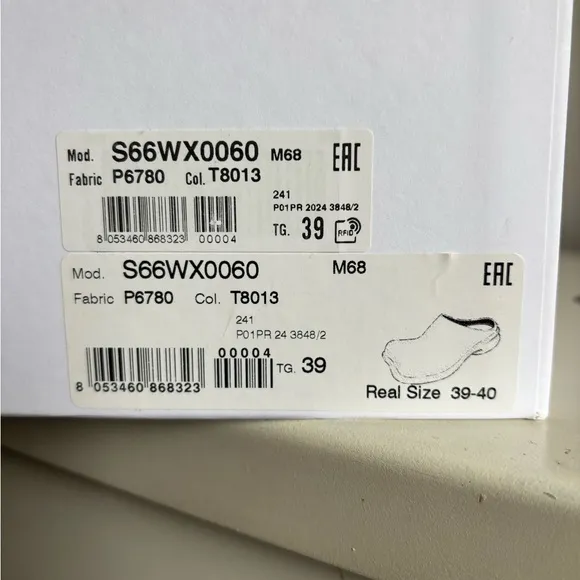 Mod. S66WX0060 M68 EAC
Fabric P6780 Col. T8013
241
P01PR 2024 3848/2
TG. 39 RFID
8 053460 868323 00004
Mod. S66WX0060 M68 EAC
Fabric P6780 Col. T8013
241
P01PR 24 3848/2
00004
8 053460 868323 TG. 39
Real Size 39-40